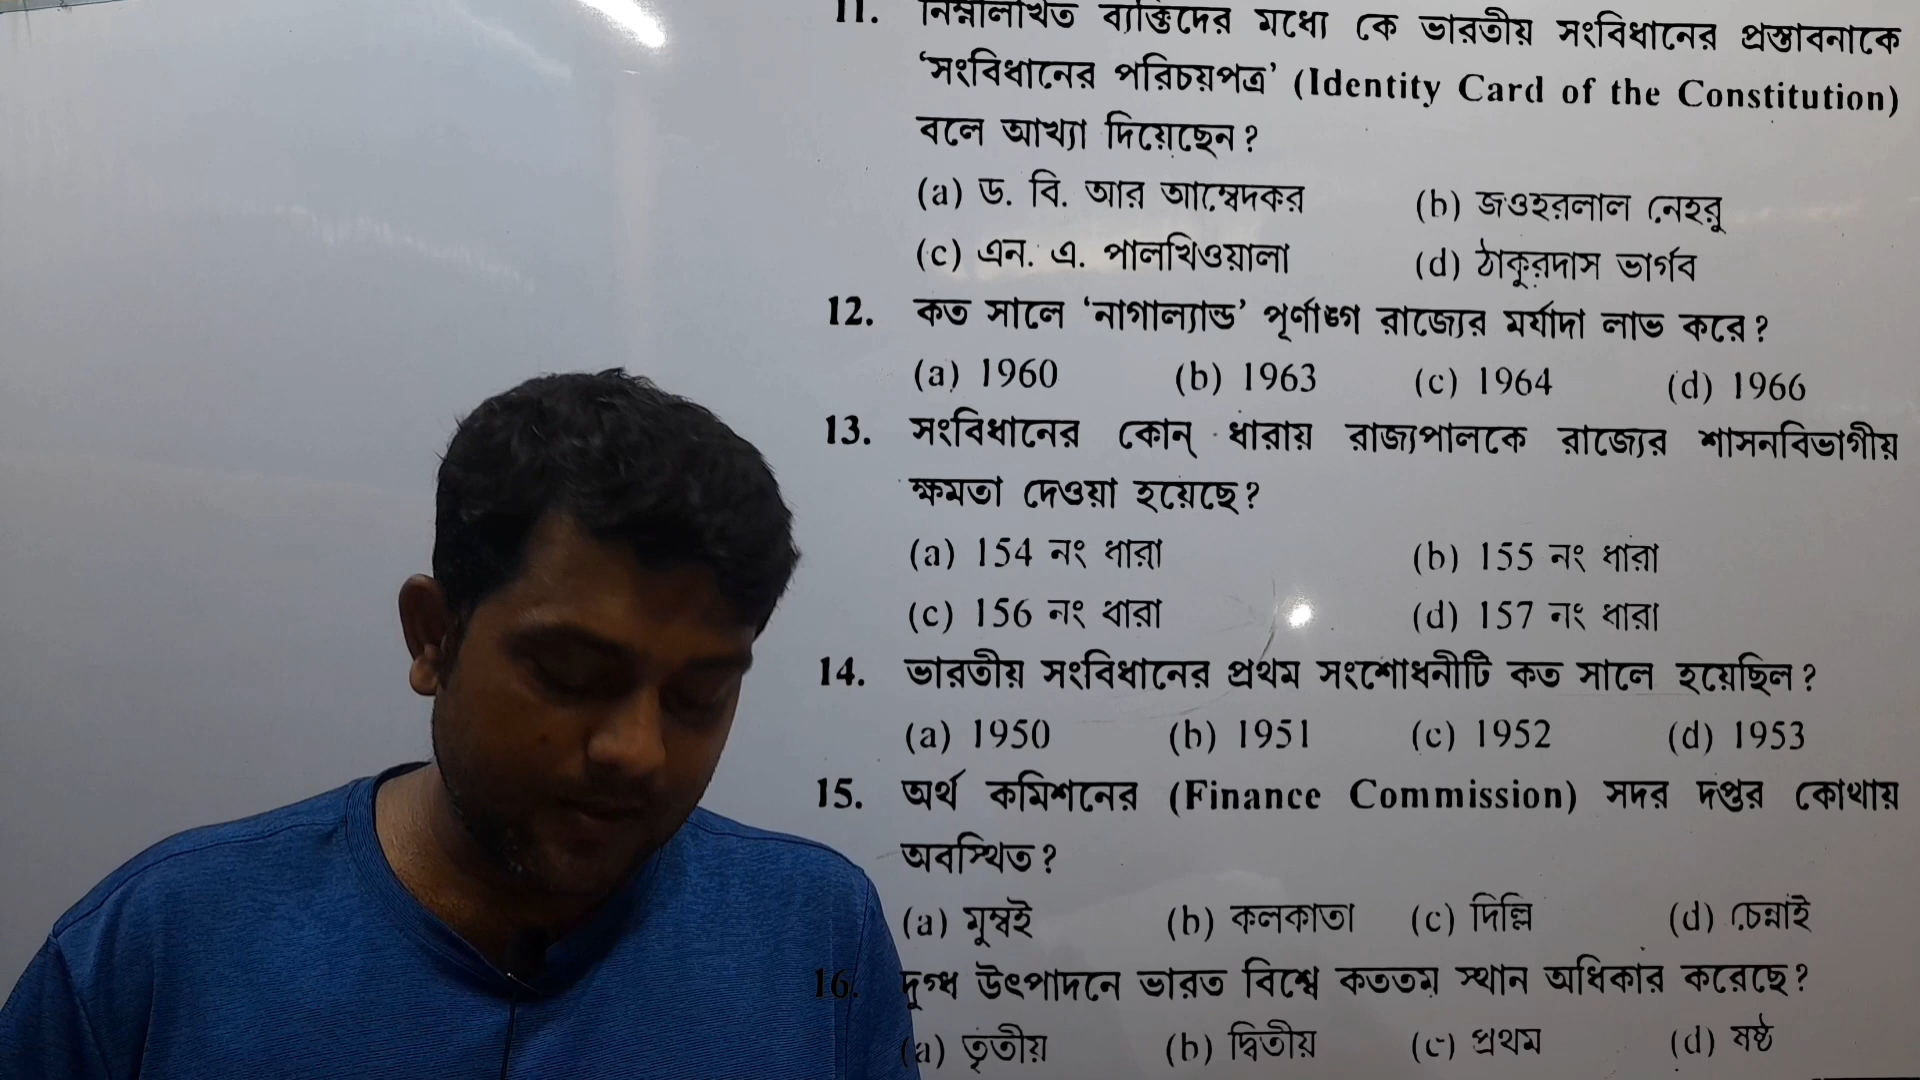 11. নিম্নলিখিত ব্যক্তিদের মধ্যে কে ভারতীয় সংবিধানের প্রস্তাবনাকে
‘সংবিধানের পরিচয়পত্র’ (Identity Card of the Constitution)
বলে আখ্যা দিয়েছেন?
(a) ড. বি. আর আম্বেদকর (b) জওহরলাল নেহরু
(c) এন. এ. পালখিওয়ালা (d) ঠাকুরদাস ভার্গব
12. কত সালে ‘নাগাল্যান্ড’ পূর্ণাঙ্গ রাজ্যের মর্যাদা লাভ করে?
(a) 1960 (b) 1963 (c) 1964 (d) 1966
13. সংবিধানের কোন্ ধারায় রাজ্যপালকে রাজ্যের শাসনবিভাগীয়
ক্ষমতা দেওয়া হয়েছে?
(a) 154 নং ধারা (b) 155 নং ধারা
(c) 156 নং ধারা (d) 157 নং ধারা
14. ভারতীয় সংবিধানের প্রথম সংশোধনীটি কত সালে হয়েছিল?
(a) 1950 (b) 1951 (c) 1952 (d) 1953
15. অর্থ কমিশনের (Finance Commission) সদর দপ্তর কোথায়
অবস্থিত?
(a) মুম্বই (b) কলকাতা (c) দিল্লি (d) চেন্নাই
16. দুগ্ধ উৎপাদনে ভারত বিশ্বে কততম স্থান অধিকার করেছে?
(a) তৃতীয় (b) দ্বিতীয় (c) প্রথম (d) ষষ্ঠ